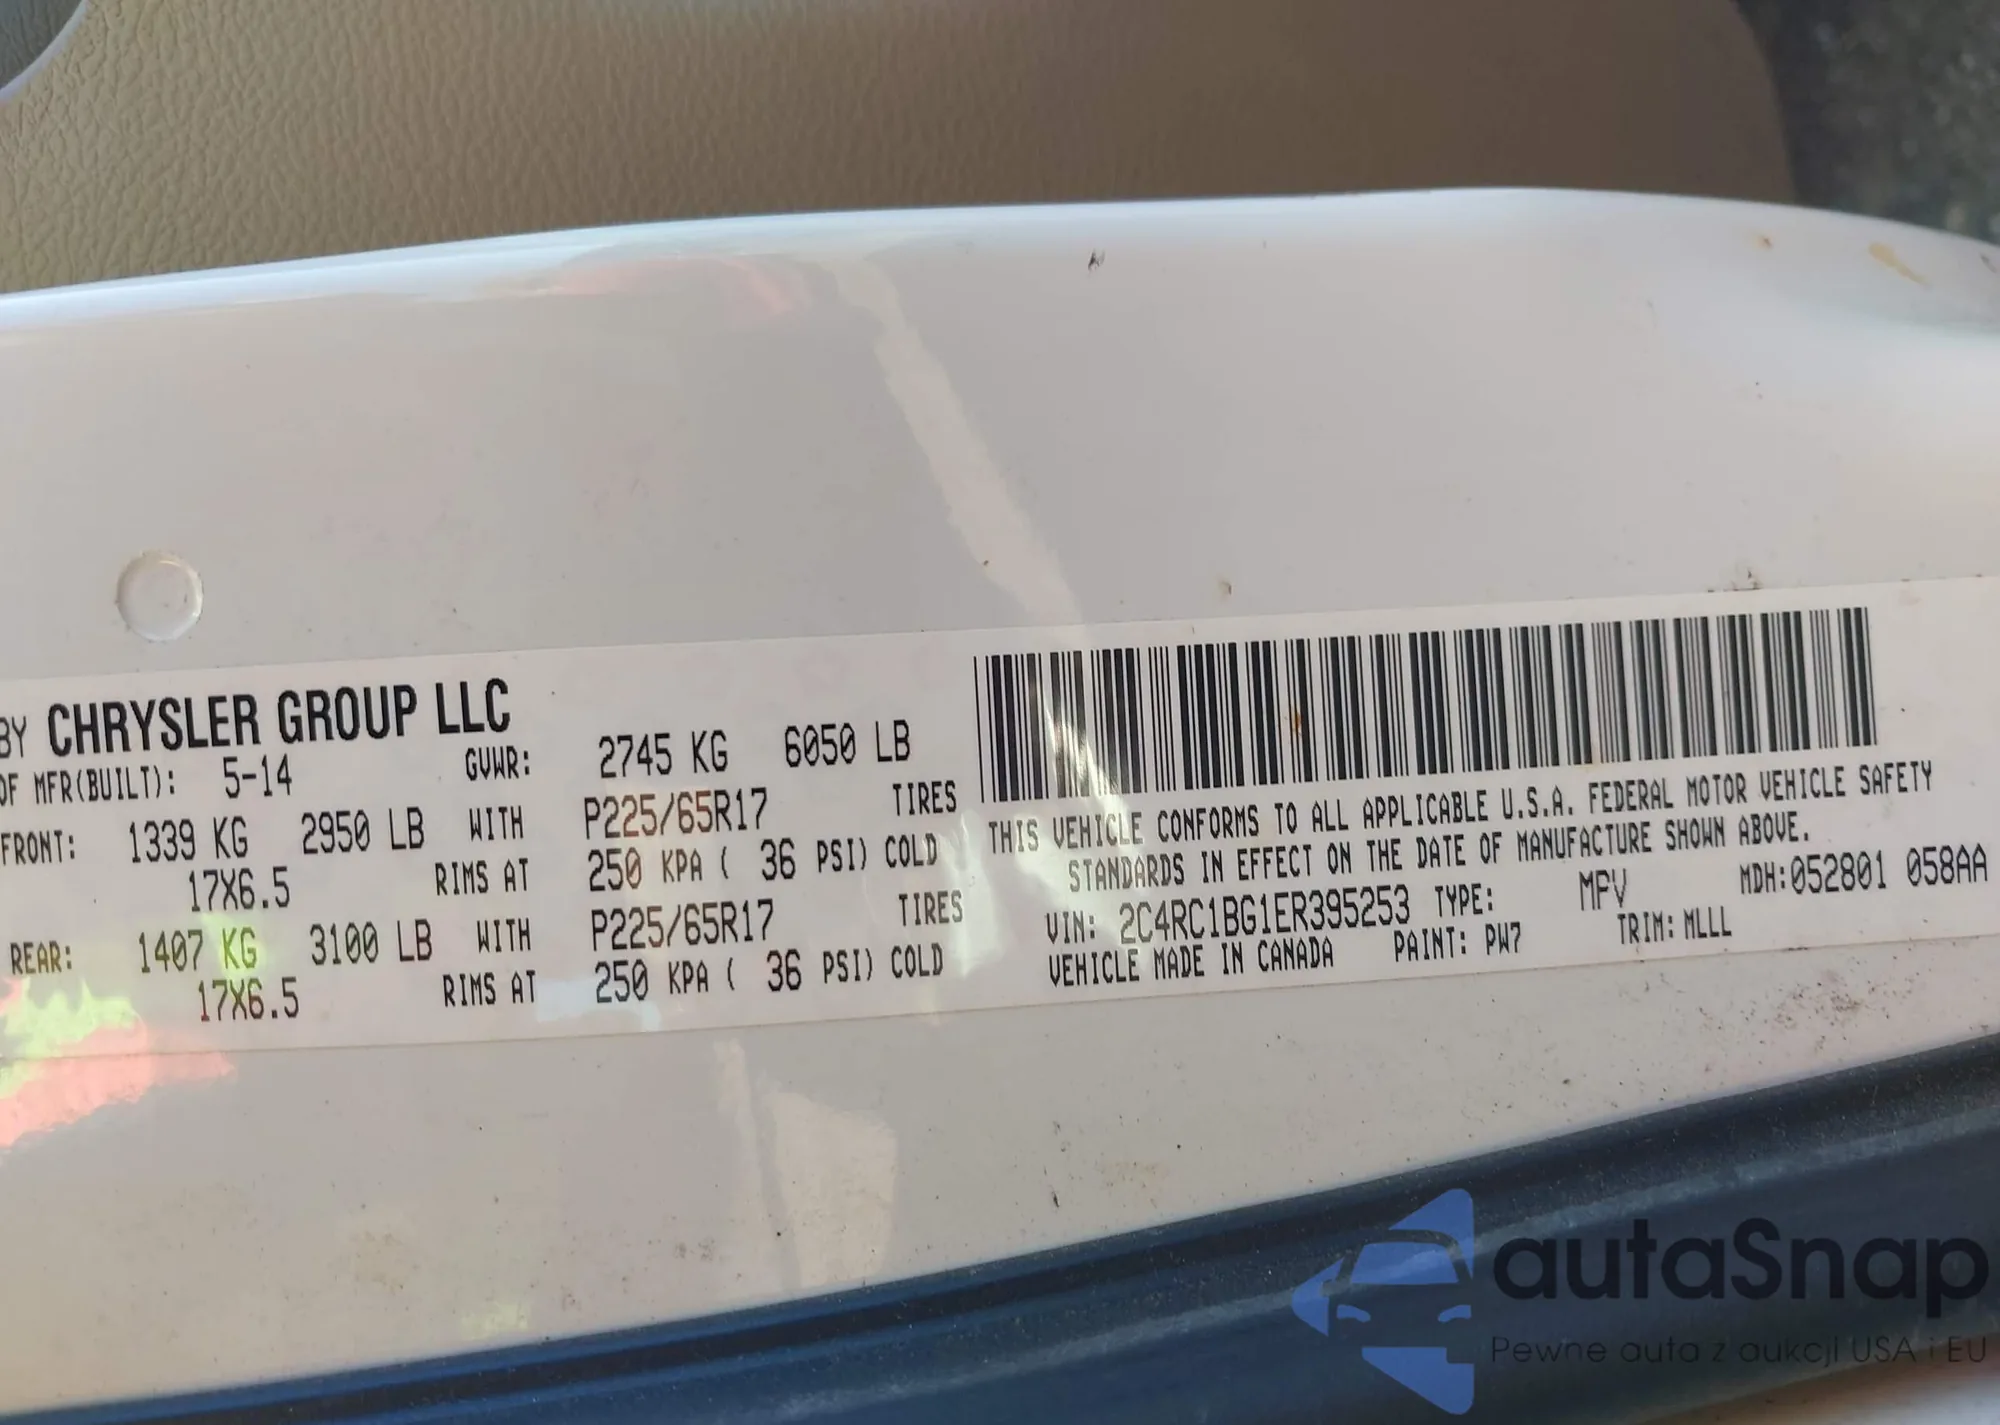 BY CHRYSLER GROUP LLC
OF MFR(BUILT): 5-14 GVWR: 2745 KG 6050 LB
FRONT: 1339 KG 2950 LB WITH P225/65R17 TIRES
17X6.5 RIMS AT 250 KPA ( 36 PSI) COLD
REAR: 1407 KG 3100 LB WITH P225/65R17 TIRES
17X6.5 RIMS AT 250 KPA ( 36 PSI) COLD
THIS VEHICLE CONFORMS TO ALL APPLICABLE U.S.A. FEDERAL MOTOR VEHICLE SAFETY
STANDARDS IN EFFECT ON THE DATE OF MANUFACTURE SHOWN ABOVE.
VIN: 2C4RC1BG1ER395253 TYPE: MPV MDH:052801 058AA
VEHICLE MADE IN CANADA PAINT: PW7 TRIM: MLLL
autaSnap
Pewne auta z aukcji USA i EU